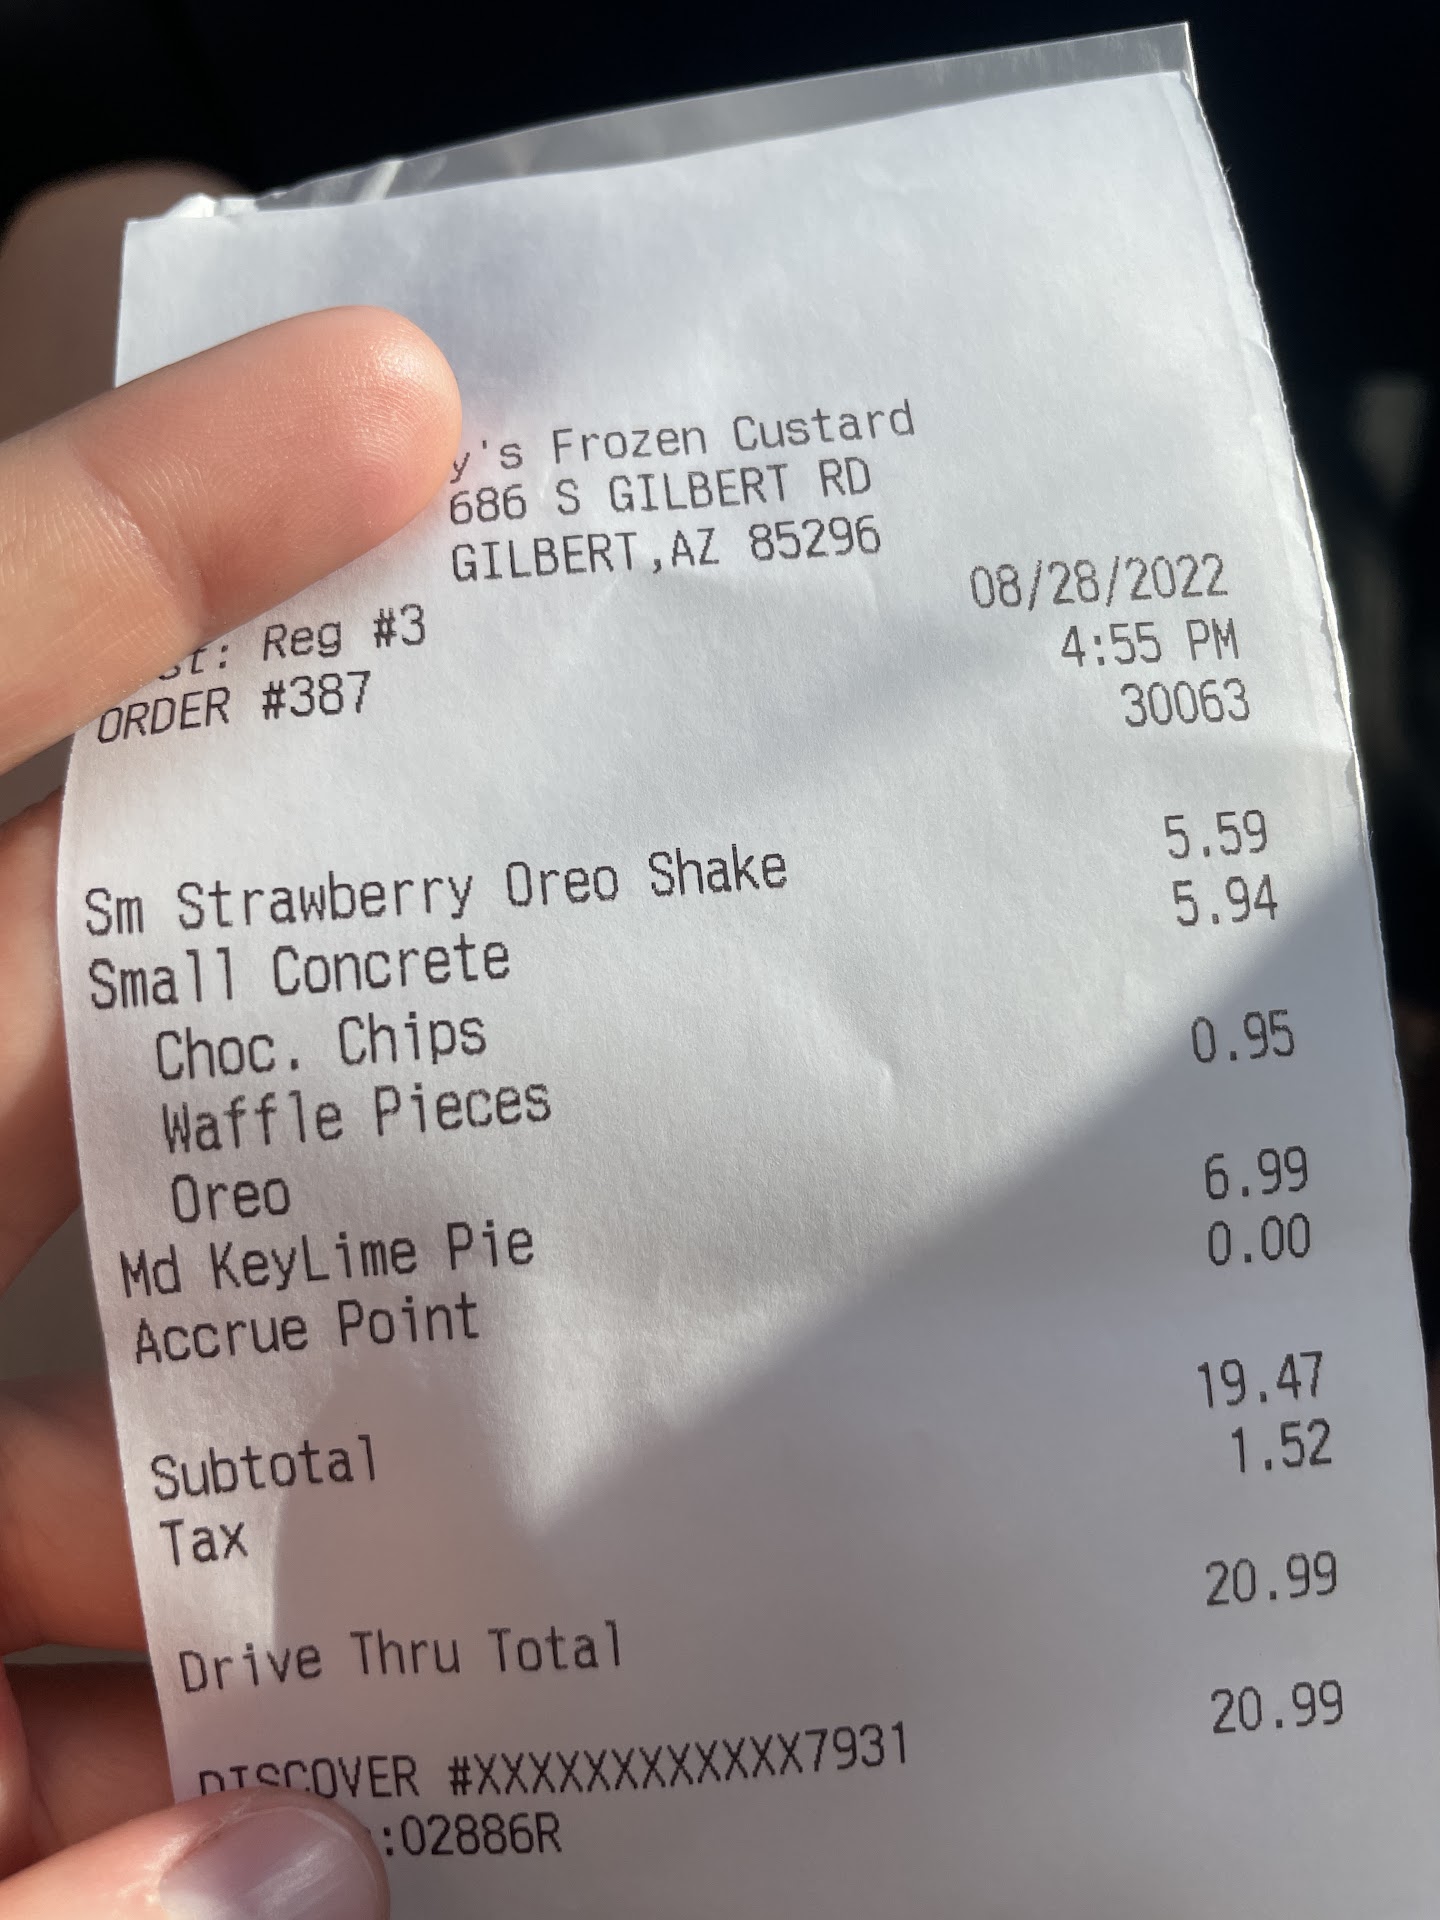 y's Frozen Custard
686 S GILBERT RD
GILBERT,AZ 85296
Reg #3 08/28/2022
ORDER #387 4:55 PM
30063
Sm Strawberry Oreo Shake 5.59
Small Concrete 5.94
Choc. Chips
Waffle Pieces 0.95
Oreo
Md KeyLime Pie 6.99
Accrue Point 0.00
Subtotal 19.47
Tax 1.52
Drive Thru Total 20.99
DISCOVER #XXXXXXXXXXXX7931 20.99
:02886R